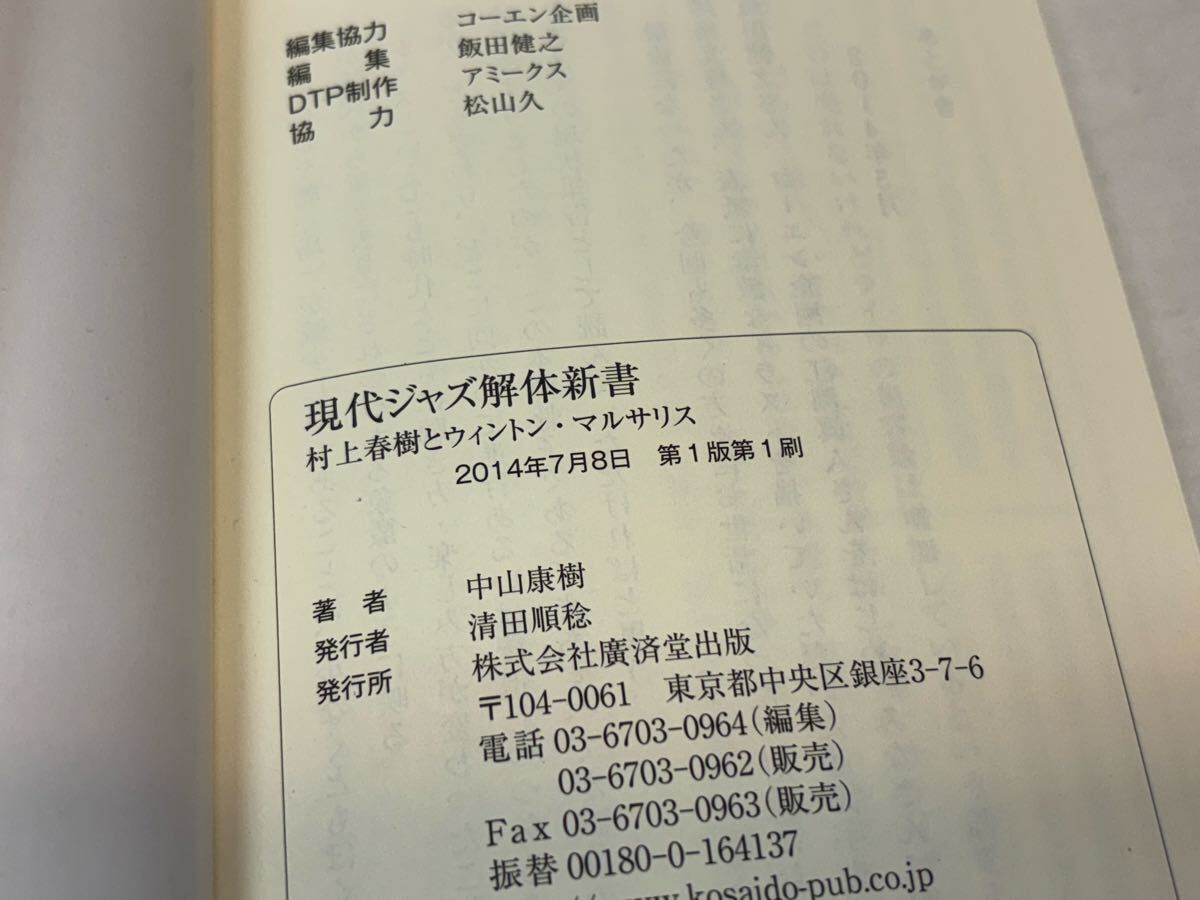 編集協力　コーエン企画
編　　集　飯田健之
DTP制作　アミークス
協　　力　松山久
現代ジャズ解体新書
村上春樹とウィントン・マルサリス
2014年7月8日　第1版第1刷
著　者　中山康樹
発行者　清田順稔
発行所　株式会社廣済堂出版
〒104-0061　東京都中央区銀座3-7-6
電話 03-6703-0964(編集)
03-6703-0962(販売)
Fax 03-6703-0963(販売)
振替 00180-0-164137
www.kosaido-pub.co.jp